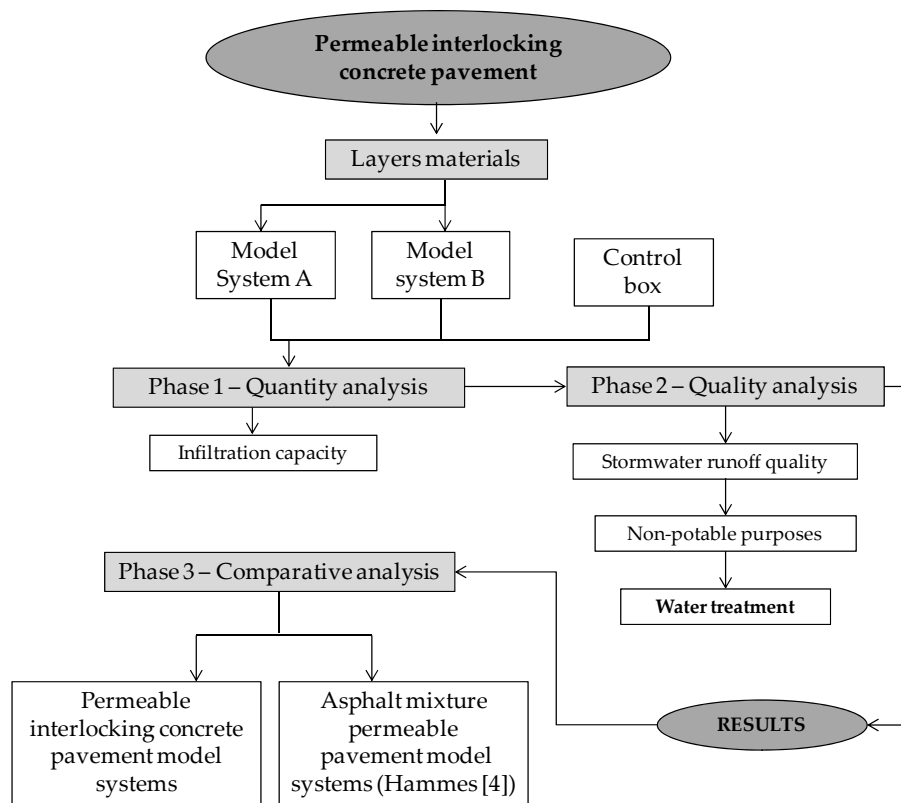 Permeable interlocking
concrete pavement
Layers materials
Model
System A
Model
system B
Control
box
Phase 1 – Quantity analysis
Phase 2 – Quality analysis
Infiltration capacity
Stormwater runoff quality
Non-potable purposes
Water treatment
Phase 3 – Comparative analysis
Permeable
interlocking concrete
pavement model
systems
Asphalt mixture
permeable
pavement model
systems (Hammes [4])
RESULTS